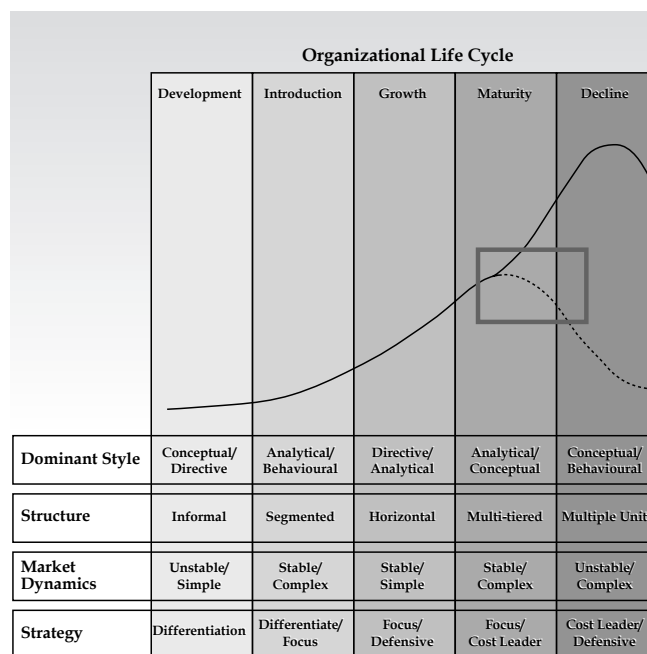 Organizational Life Cycle
Development Introduction Growth Maturity Decline
Dominant Style
Conceptual/
Directive
Analytical/
Behavioural
Directive/
Analytical
Analytical/
Conceptual
Conceptual/
Behavioural
Structure
Informal
Segmented
Horizontal
Multi-tiered
Multiple Unit
Market
Dynamics
Unstable/
Simple
Stable/
Complex
Stable/
Simple
Stable/
Complex
Unstable/
Complex
Strategy
Differentiation
Differentiate/
Focus
Focus/
Defensive
Focus/
Cost Leader
Cost Leader/
Defensive